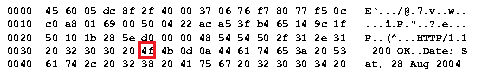 0000 45 60 05 dc 8f 2f 40 00 37 06 76 f7 80 77 f5 0c E`.../@.7.v..w..
0010 c0 a8 01 69 00 50 04 22 ac a5 3f b4 65 14 9c 1f ...i.P."..?.e...
0020 50 10 1b 28 5e d0 00 00 48 54 54 50 2f 31 2e 31 P..(^...HTTP/1.1
0030 20 32 30 30 20 4f 4b 0d 0a 44 61 74 65 3a 20 53 200 OK..Date: S
0040 61 74 2c 20 32 38 20 41 75 67 20 32 30 30 34 20 at, 28 Aug 2004